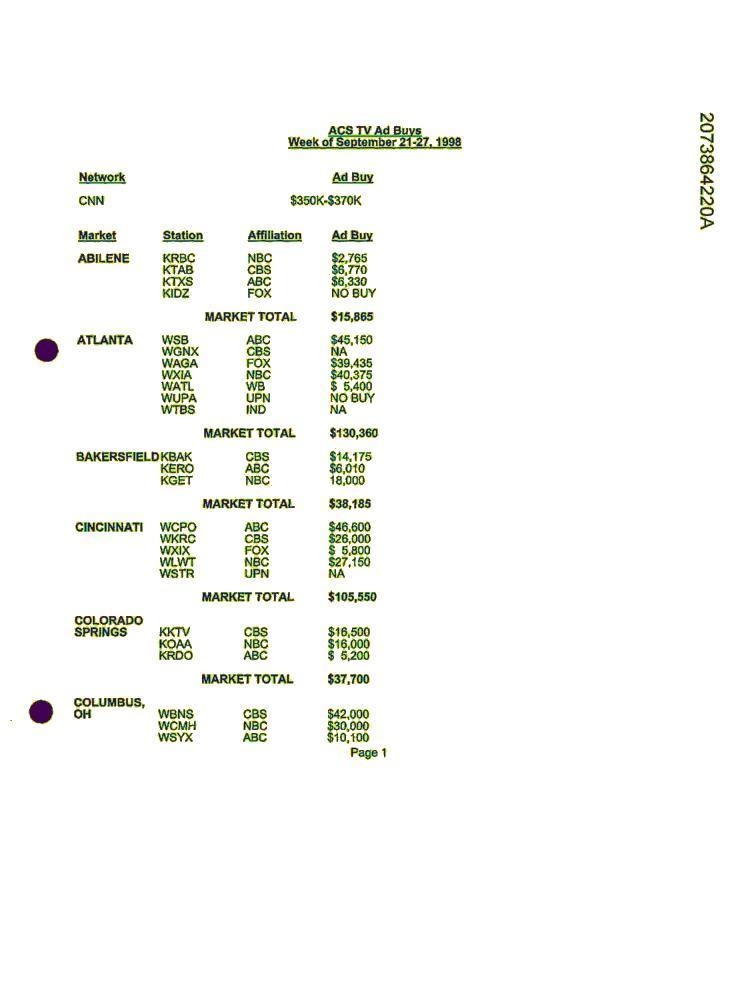 ACS TV Ad Buys
Week of September 21-27, 1998
2073864220A
Network Ad Buy
CNN $350K-$370K
Market Station Affiliation Ad Buy
ABILENE KRBC NBC $2,765
KTAB CBS $6,770
KTXS ABC $6,330
KIDZ FOX NO BUY
MARKET TOTAL $15,865
ATLANTA WSB ABC $45,150
WGNX CBS NA
WAGA FOX $39,435
WXIA NBC $40,375
WATL WB $ 5,400
WUPA UPN NO BUY
WTBS IND NA
MARKET TOTAL $130,360
BAKERSFIELD KBAK CBS $14,175
KERO ABC $6,010
KGET NBC 18,000
MARKET TOTAL $38,185
CINCINNATI WCPO ABC $46,600
WKRC CBS $26,000
WXIX FOX $ 5,800
WLWT NBC $27,150
WSTR UPN NA
MARKET TOTAL $105,550
COLORADO
SPRINGS KKTV CBS $16,500
KOAA NBC $16,000
KRDO ABC $ 5,200
MARKET TOTAL $37,700
COLUMBUS,
OH WBNS CBS $42,000
WCMH NBC $30,000
WSYX ABC $10,100
Page 1